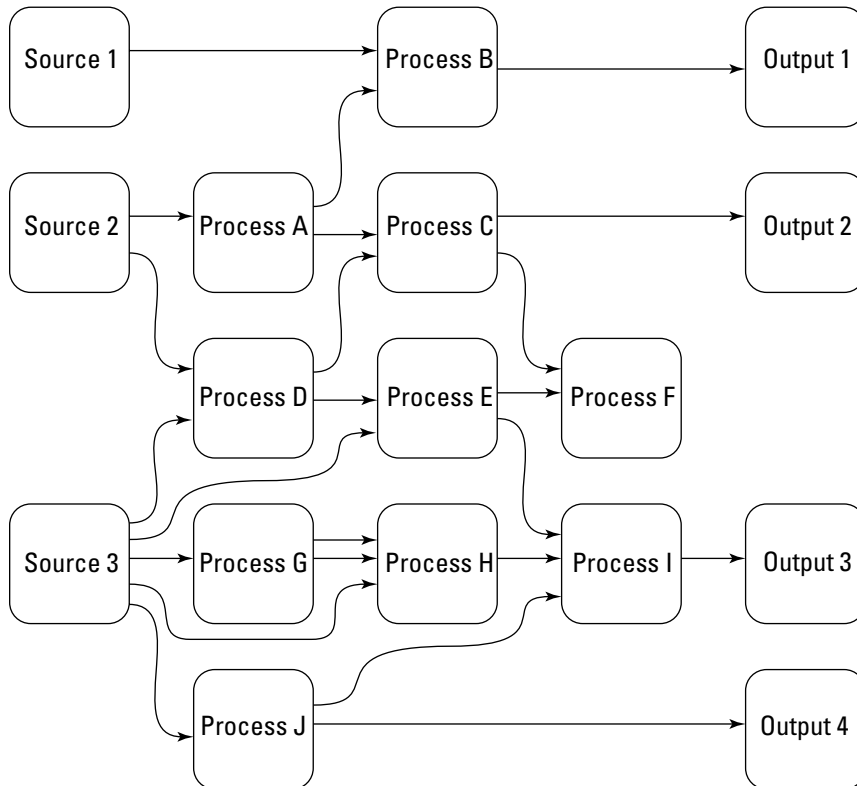 Source 1
Process B
Output 1
Source 2
Process A
Process C
Output 2
Process D
Process E
Process F
Source 3
Process G
Process H
Process I
Output 3
Process J
Output 4